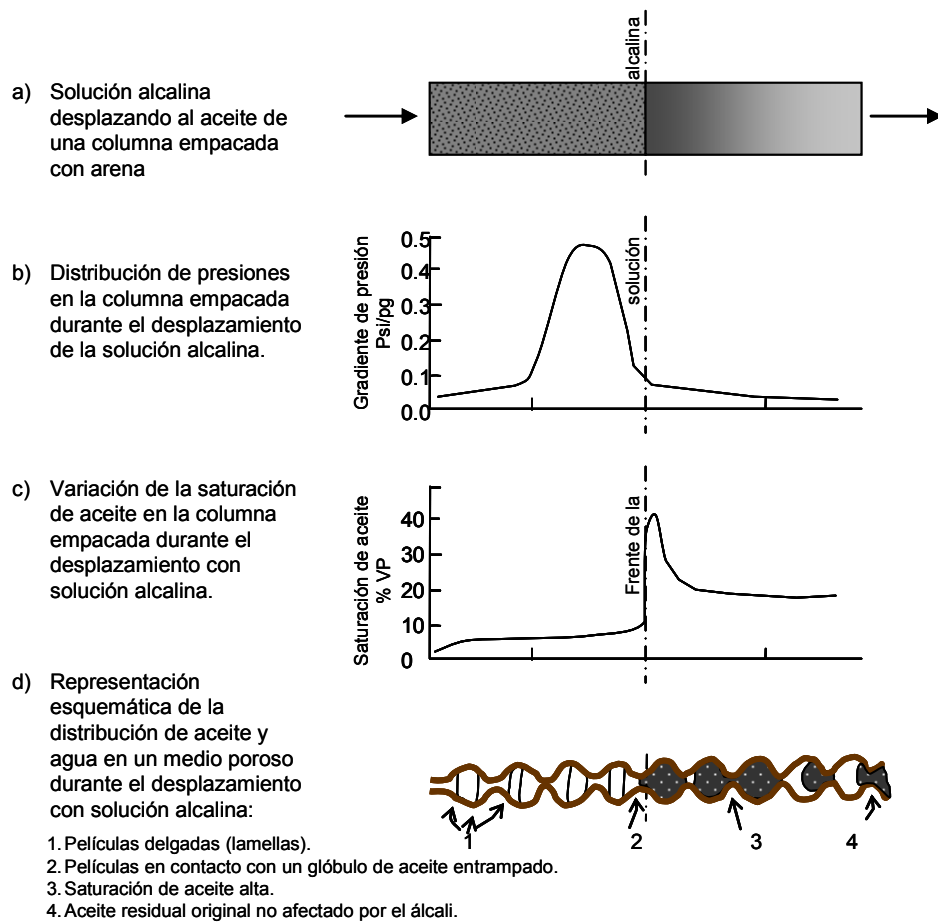 a) Solución alcalina
desplazando al aceite de
una columna empacada
con arena
alcalina
b) Distribución de presiones
en la columna empacada
durante el desplazamiento
de la solución alcalina.
Gradiente de presión
Psi/pg
0.5
0.4
0.3
0.2
0.1
0.0
solución
c) Variación de la saturación
de aceite en la columna
empacada durante el
desplazamiento con
solución alcalina.
Saturación de aceite
% VP
40
30
20
10
0
Frente de la
d) Representación
esquemática de la
distribución de aceite y
agua en un medio poroso
durante el desplazamiento
con solución alcalina:
1 2 3 4
1. Películas delgadas (lamellas).
2. Películas en contacto con un glóbulo de aceite entrampado.
3. Saturación de aceite alta.
4. Aceite residual original no afectado por el álcali.